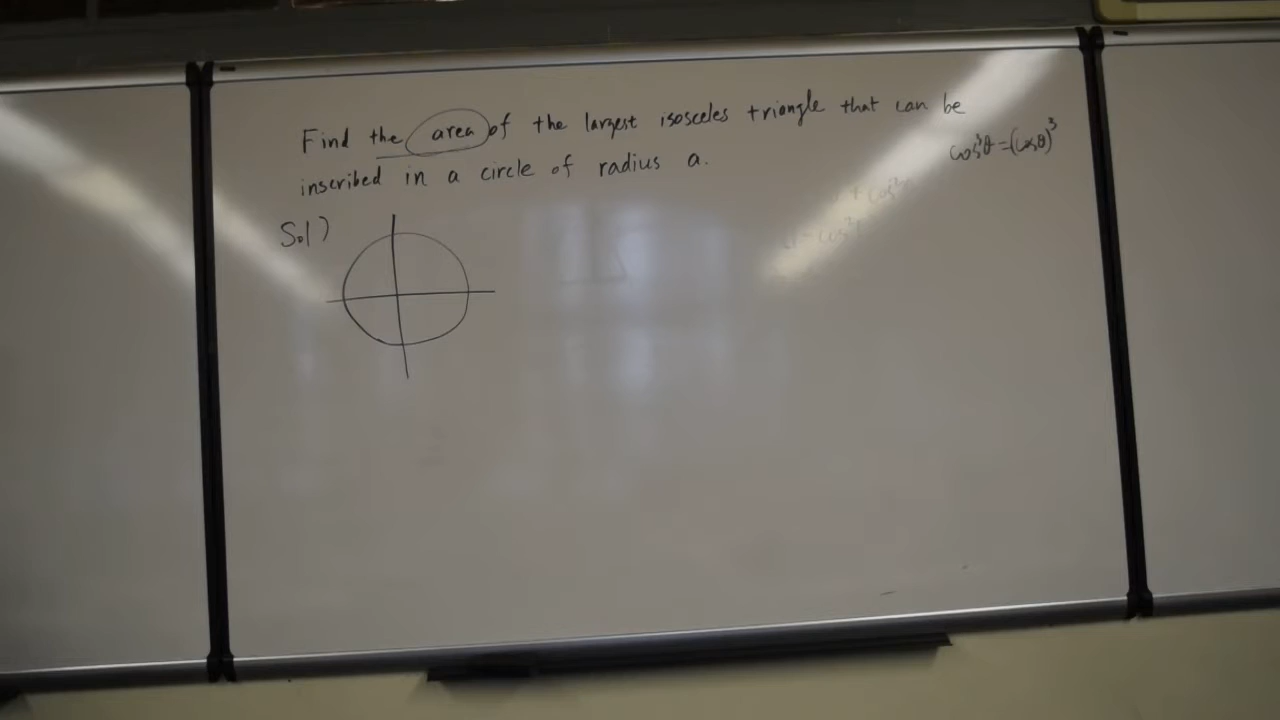 Find the area of the largest isosceles triangle that can be
inscribed in a circle of radius a.
cos³θ=(cosθ)³
Sol)